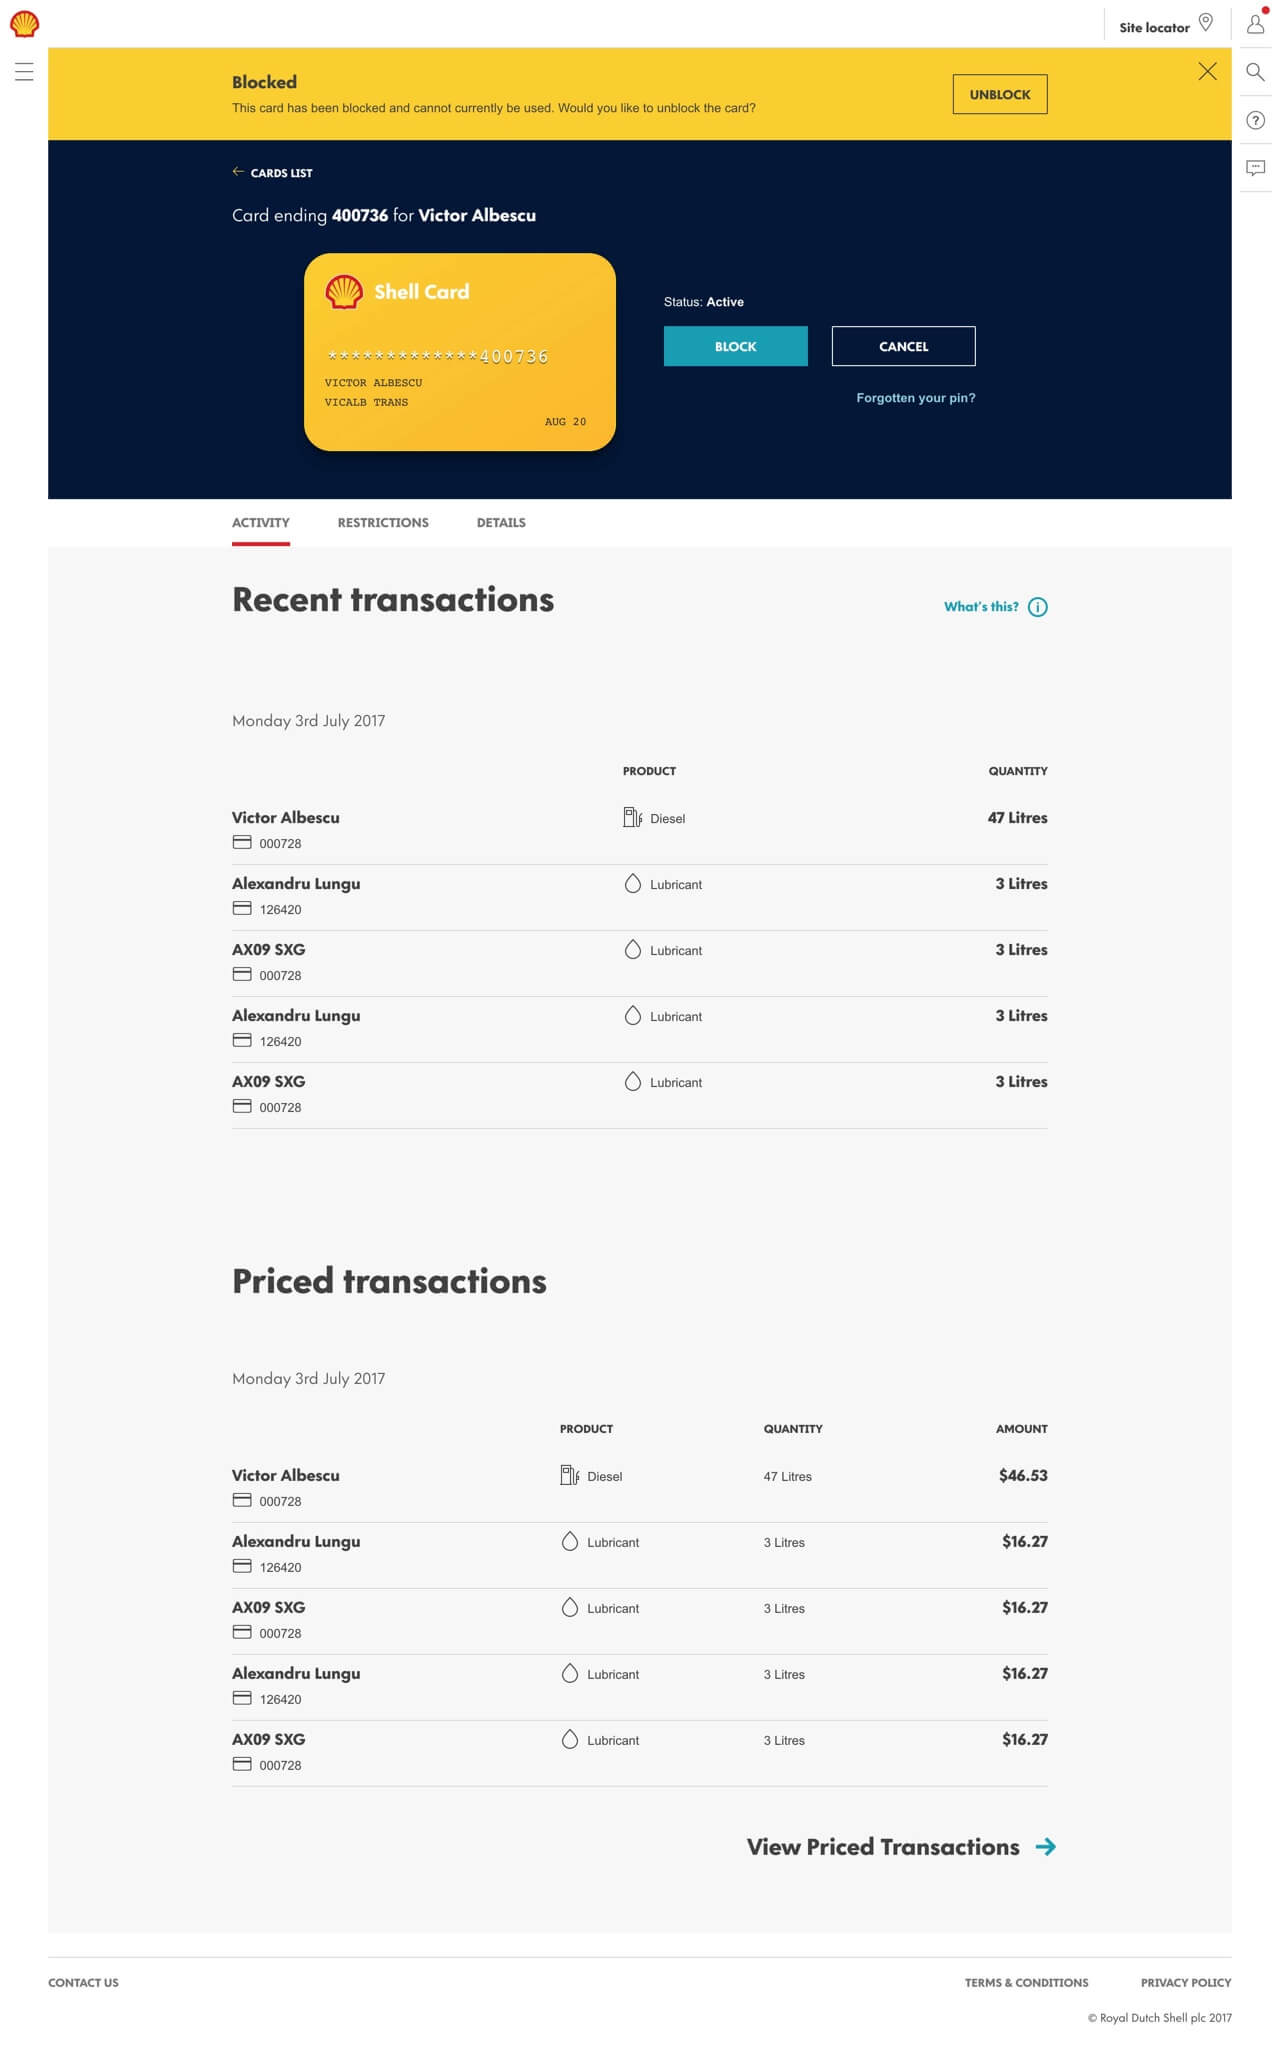 Site locator
Blocked
This card has been blocked and cannot currently be used. Would you like to unblock the card?
UNBLOCK
CARDS LIST
Card ending 400736 for Victor Albescu
Shell Card
*************400736
VICTOR ALBESCU
VICALB TRANS
AUG 20
Status: Active
BLOCK
CANCEL
Forgotten your pin?
ACTIVITY RESTRICTIONS DETAILS
Recent transactions
What's this?
Monday 3rd July 2017
PRODUCT QUANTITY
Victor Albescu Diesel 47 Litres
000728
Alexandru Lungu Lubricant 3 Litres
126420
AX09 SXG Lubricant 3 Litres
000728
Alexandru Lungu Lubricant 3 Litres
126420
AX09 SXG Lubricant 3 Litres
000728
Priced transactions
Monday 3rd July 2017
PRODUCT QUANTITY AMOUNT
Victor Albescu Diesel 47 Litres $46.53
000728
Alexandru Lungu Lubricant 3 Litres $16.27
126420
AX09 SXG Lubricant 3 Litres $16.27
000728
Alexandru Lungu Lubricant 3 Litres $16.27
126420
AX09 SXG Lubricant 3 Litres $16.27
000728
View Priced Transactions
CONTACT US TERMS & CONDITIONS PRIVACY POLICY
© Royal Dutch Shell plc 2017